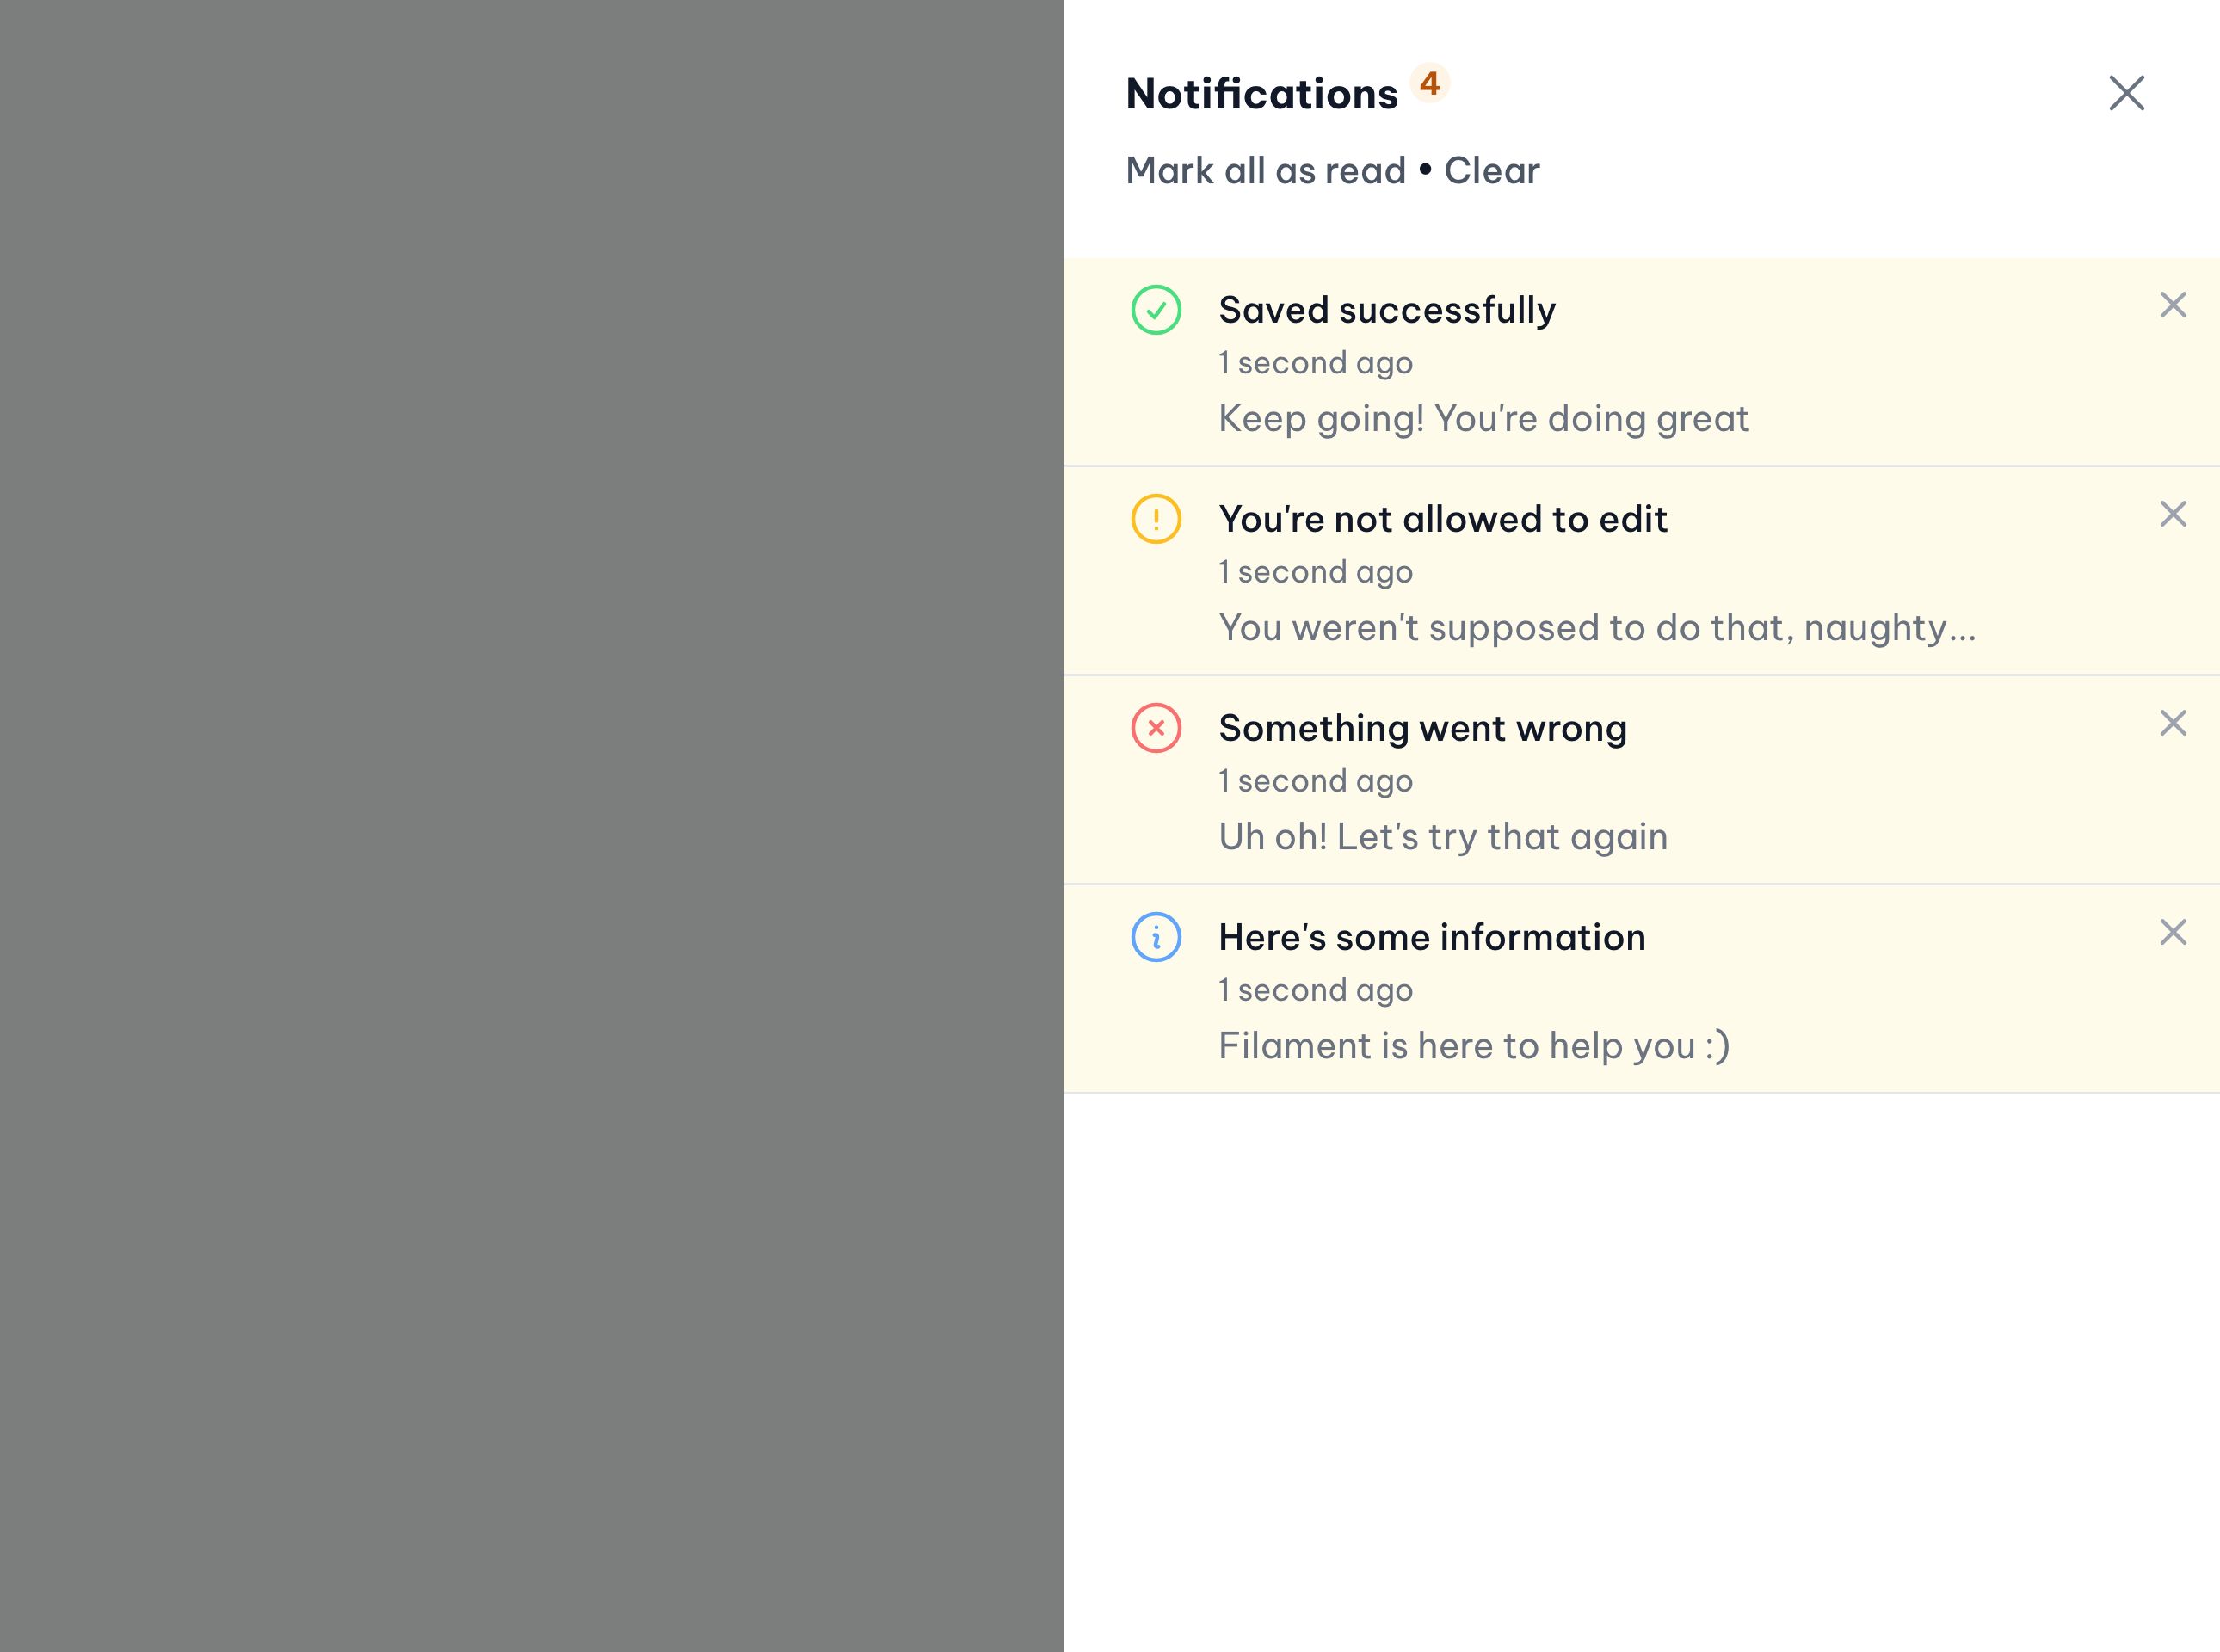 Notifications 4
Mark all as read • Clear
Saved successfully
1 second ago
Keep going! You're doing great
You're not allowed to edit
1 second ago
You weren't supposed to do that, naughty...
Something went wrong
1 second ago
Uh oh! Let's try that again
Here's some information
1 second ago
Filament is here to help you :)